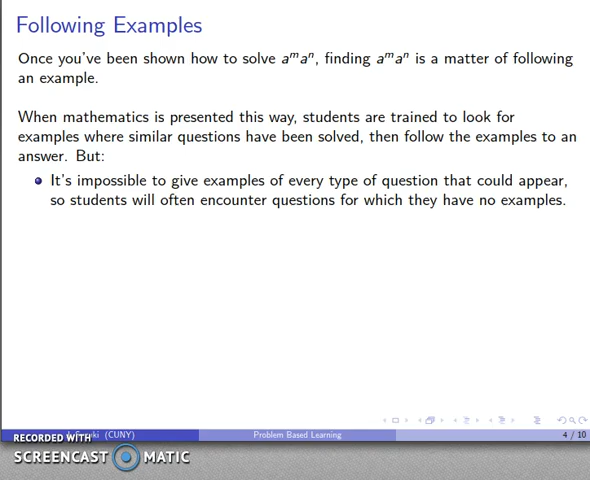 Following Examples
Once you've been shown how to solve aᵐaⁿ, finding aᵐaⁿ is a matter of following
an example.
When mathematics is presented this way, students are trained to look for
examples where similar questions have been solved, then follow the examples to an
answer. But:
It's impossible to give examples of every type of question that could appear,
so students will often encounter questions for which they have no examples.
(CUNY) Problem Based Learning 4 / 10
RECORDED WITH
SCREENCAST MATIC